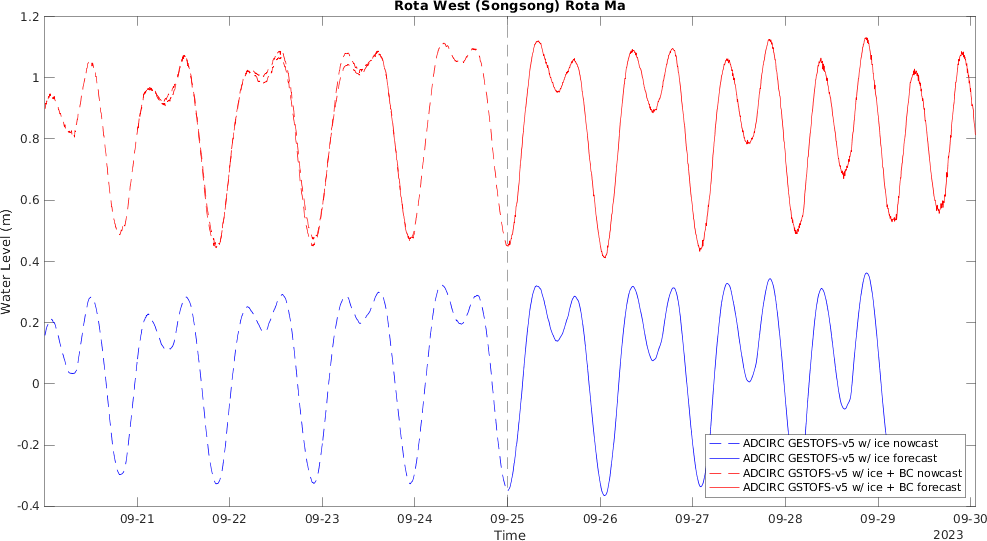 Rota West (Songsong) Rota Ma
1.2
1
0.8
0.6
0.4
0.2
0
-0.2
-0.4
Water Level (m)
ADCIRC GESTOFS-v5 w/ ice nowcast
ADCIRC GESTOFS-v5 w/ ice forecast
ADCIRC GSTOFS-v5 w/ ice + BC nowcast
ADCIRC GSTOFS-v5 w/ ice + BC forecast
09-21 09-22 09-23 09-24 09-25 09-26 09-27 09-28 09-29 09-30
Time
2023